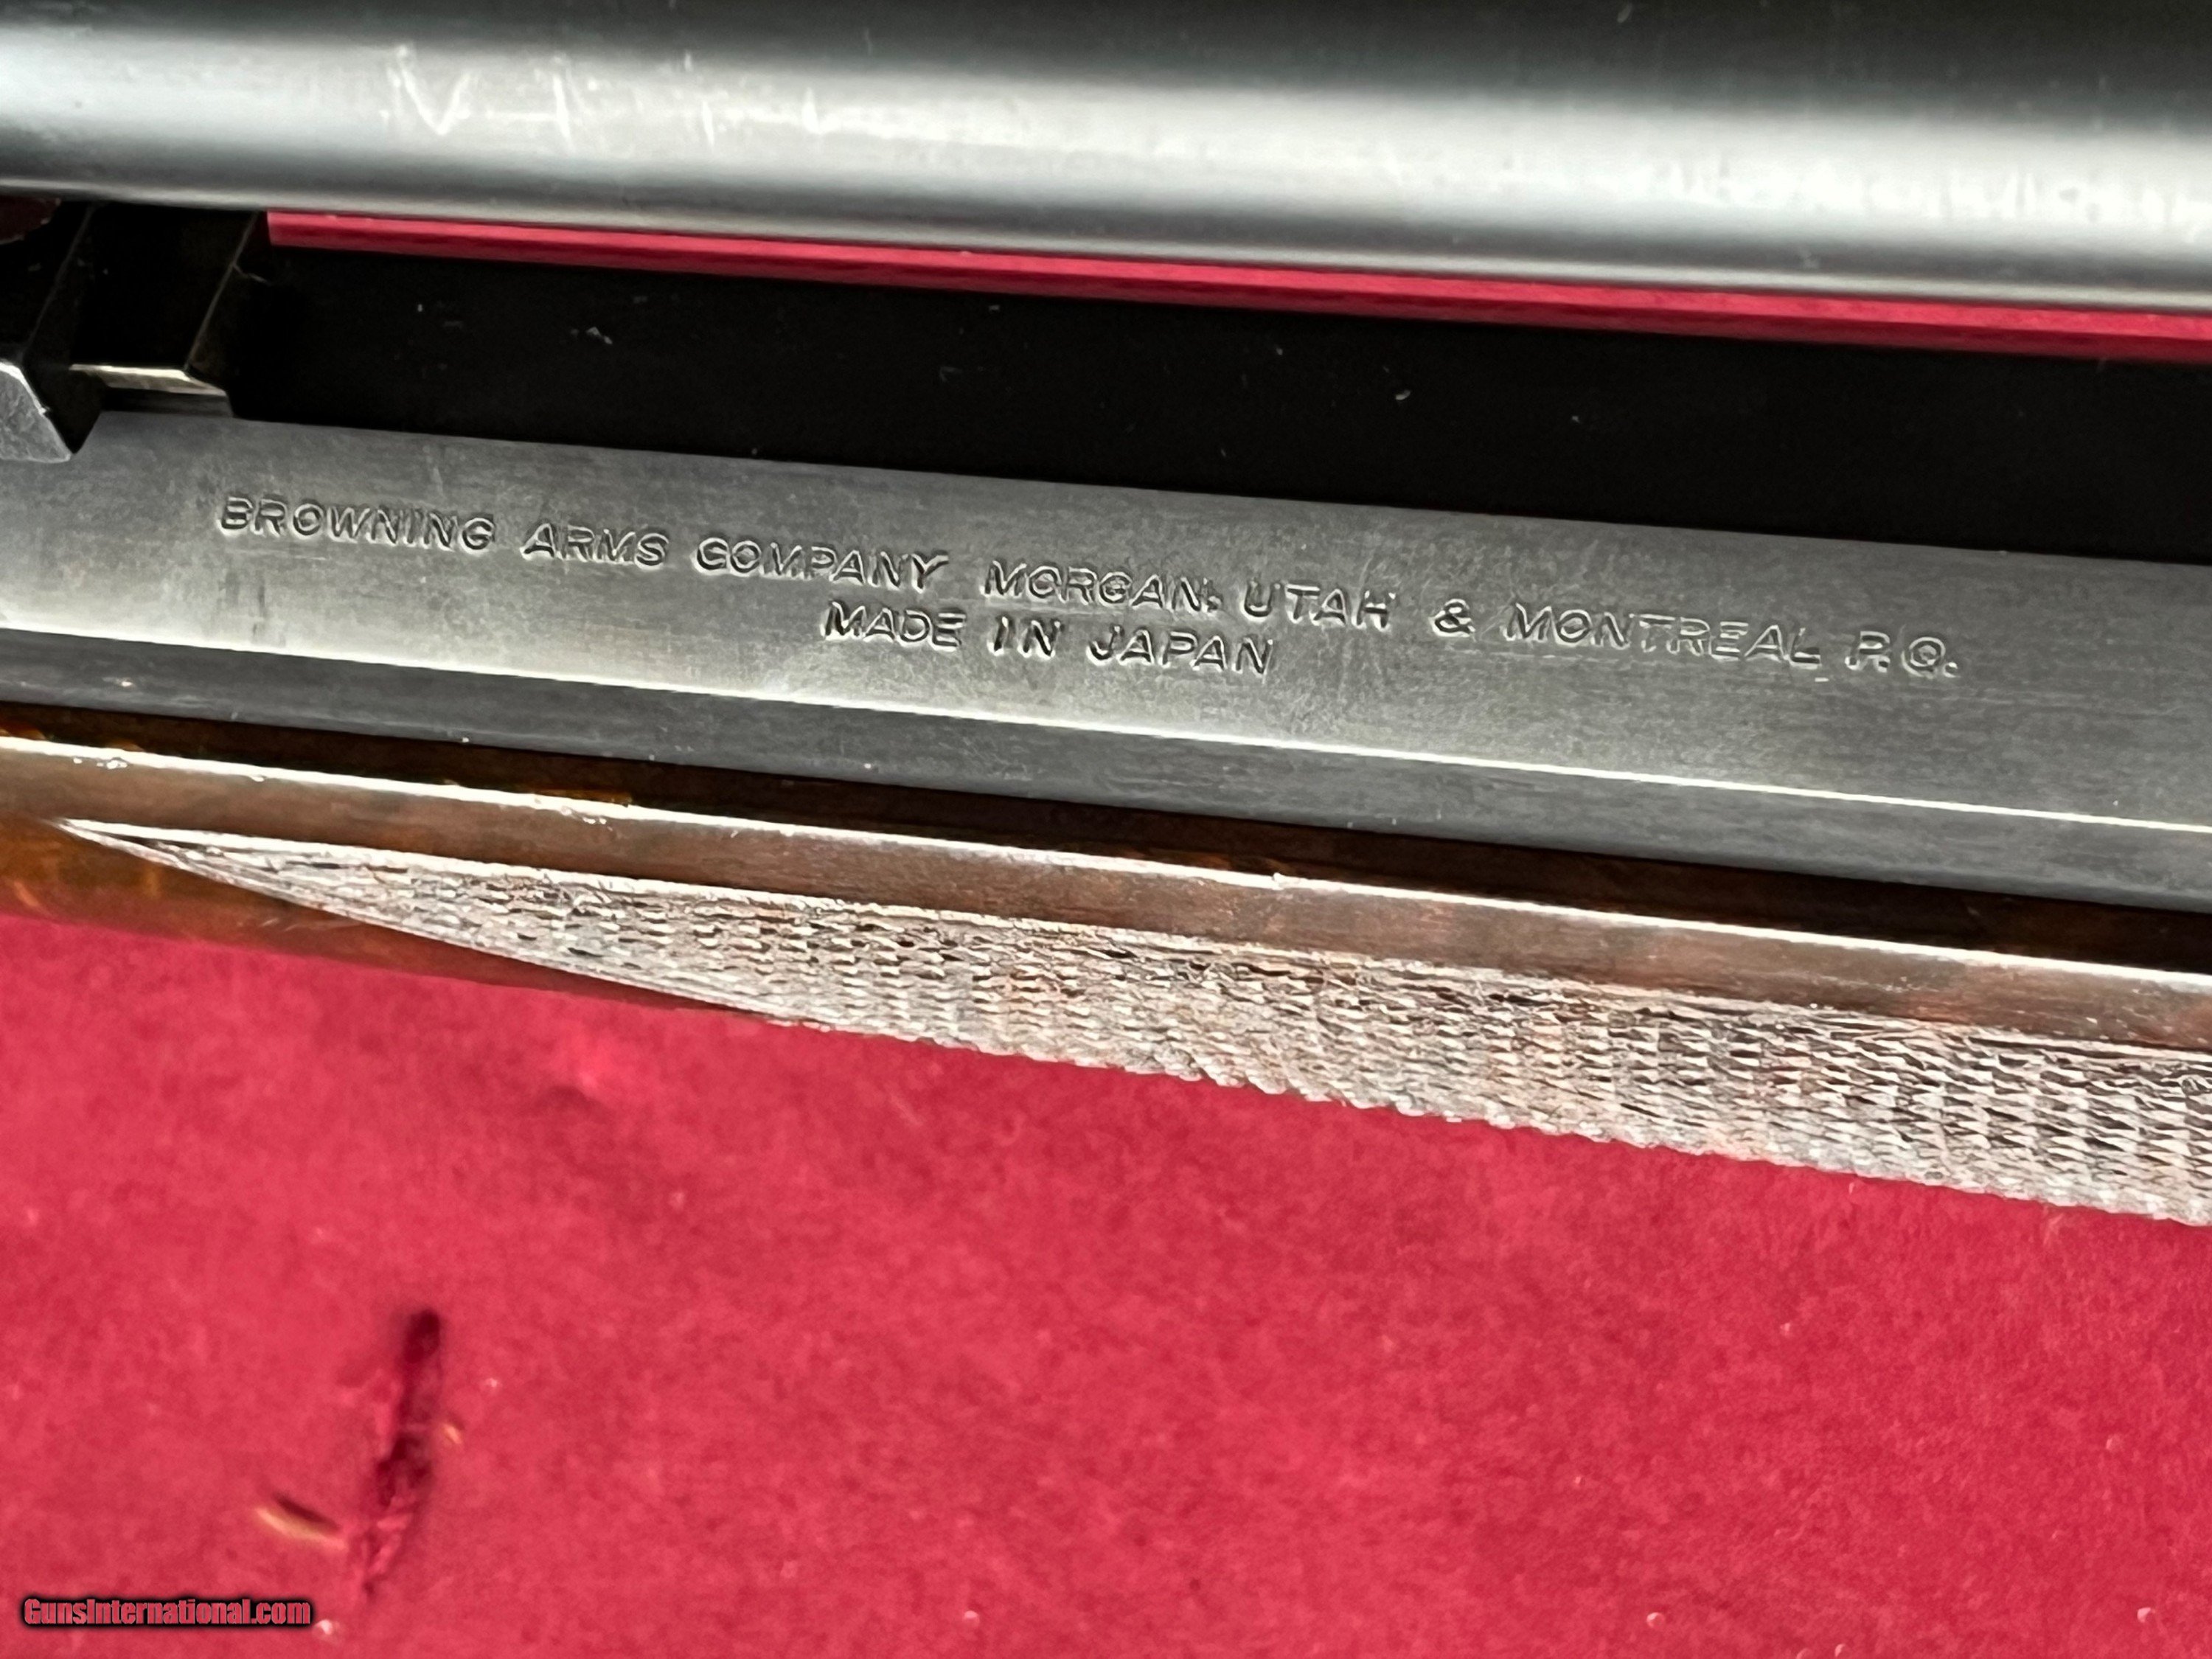 BROWNING ARMS COMPANY MORGAN, UTAH & MONTREAL P.Q.
MADE IN JAPAN
GunsInternational.com